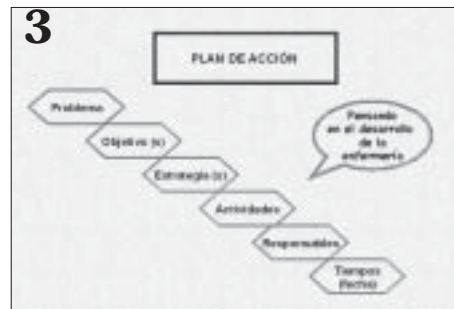 3
PLAN DE ACCIÓN
Problema
Objetivo (s)
Estrategia (s)
Actividades
Responsables
Tiempos
(fecha)
Pensando
en el desarrollo
de la
enfermería